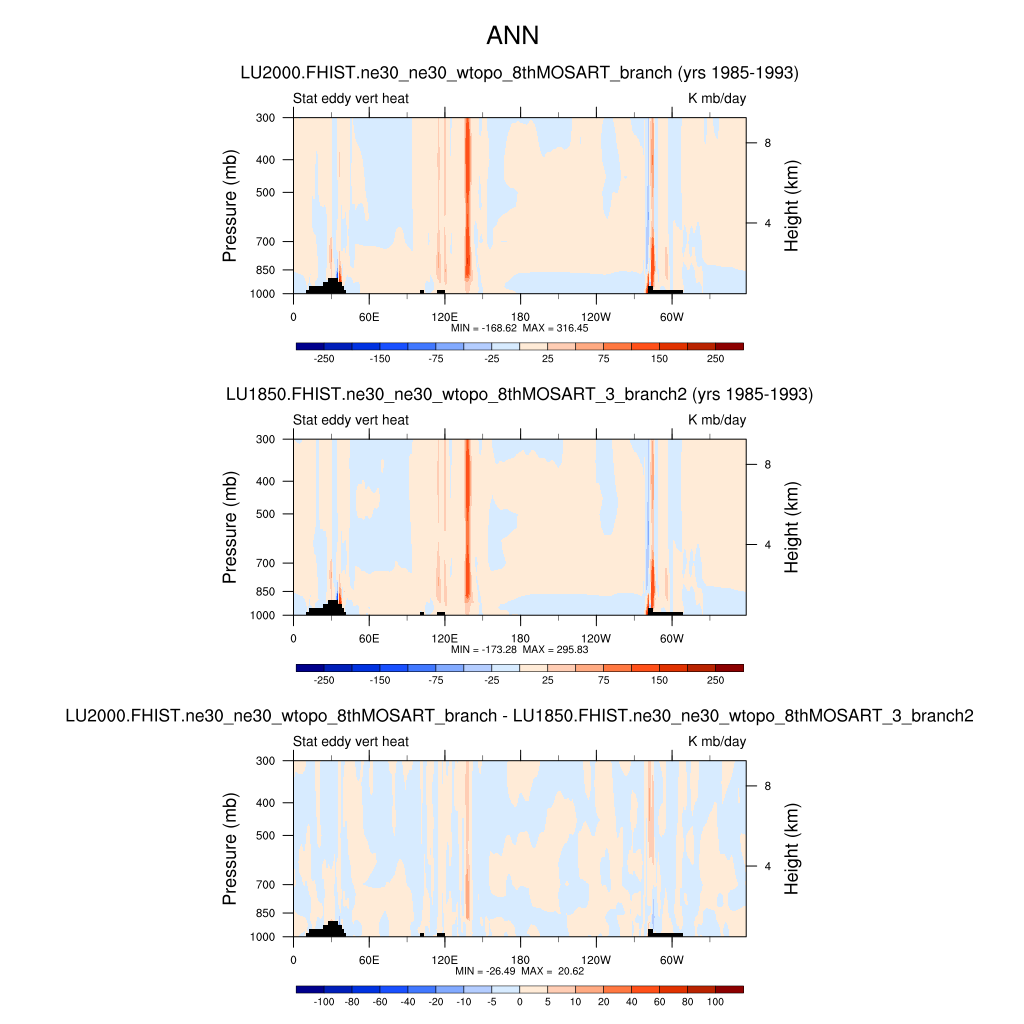 ANN
LU2000.FHIST.ne30_ne30_wtopo_8thMOSART_branch (yrs 1985-1993)
Stat eddy vert heat K mb/day
300
400
500
700
850
1000
Pressure (mb)
8
4
Height (km)
0 60E 120E 180 120W 60W
MIN = -168.62 MAX = 316.45
-250 -150 -75 -25 25 75 150 250
LU1850.FHIST.ne30_ne30_wtopo_8thMOSART_3_branch2 (yrs 1985-1993)
Stat eddy vert heat K mb/day
300
400
500
700
850
1000
Pressure (mb)
8
4
Height (km)
0 60E 120E 180 120W 60W
MIN = -173.28 MAX = 295.83
-250 -150 -75 -25 25 75 150 250
LU2000.FHIST.ne30_ne30_wtopo_8thMOSART_branch - LU1850.FHIST.ne30_ne30_wtopo_8thMOSART_3_branch2
Stat eddy vert heat K mb/day
300
400
500
700
850
1000
Pressure (mb)
8
4
Height (km)
0 60E 120E 180 120W 60W
MIN = -26.49 MAX = 20.62
-100 -80 -60 -40 -20 -10 -5 0 5 10 20 40 60 80 100